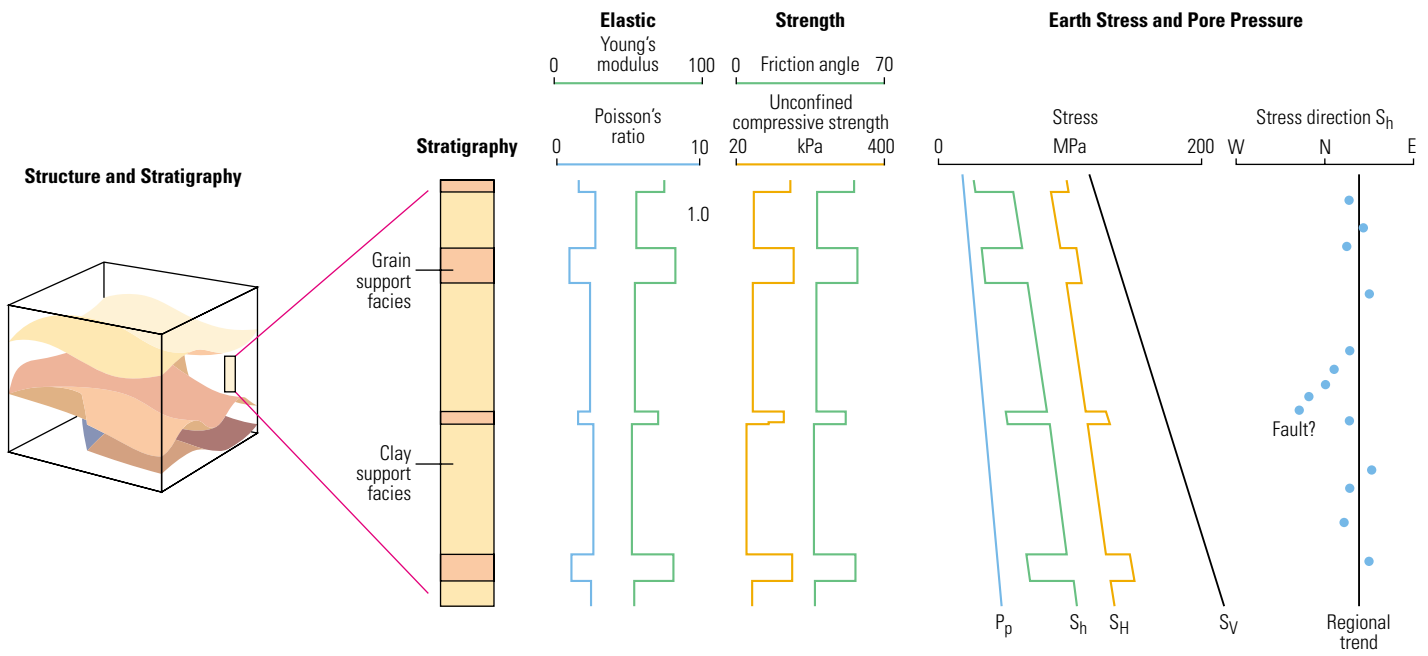 Elastic
Strength
Earth Stress and Pore Pressure
Young's
modulus
0
100
0
Friction angle
70
Poisson's
ratio
0
10
Unconfined
compressive strength
20
kPa
400
Stress
MPa
0
200
Stress direction Sh
W
N
E
Stratigraphy
Structure and Stratigraphy
1.0
Grain
support
facies
Fault?
Clay
support
facies
Pp
Sh
SH
SV
Regional
trend